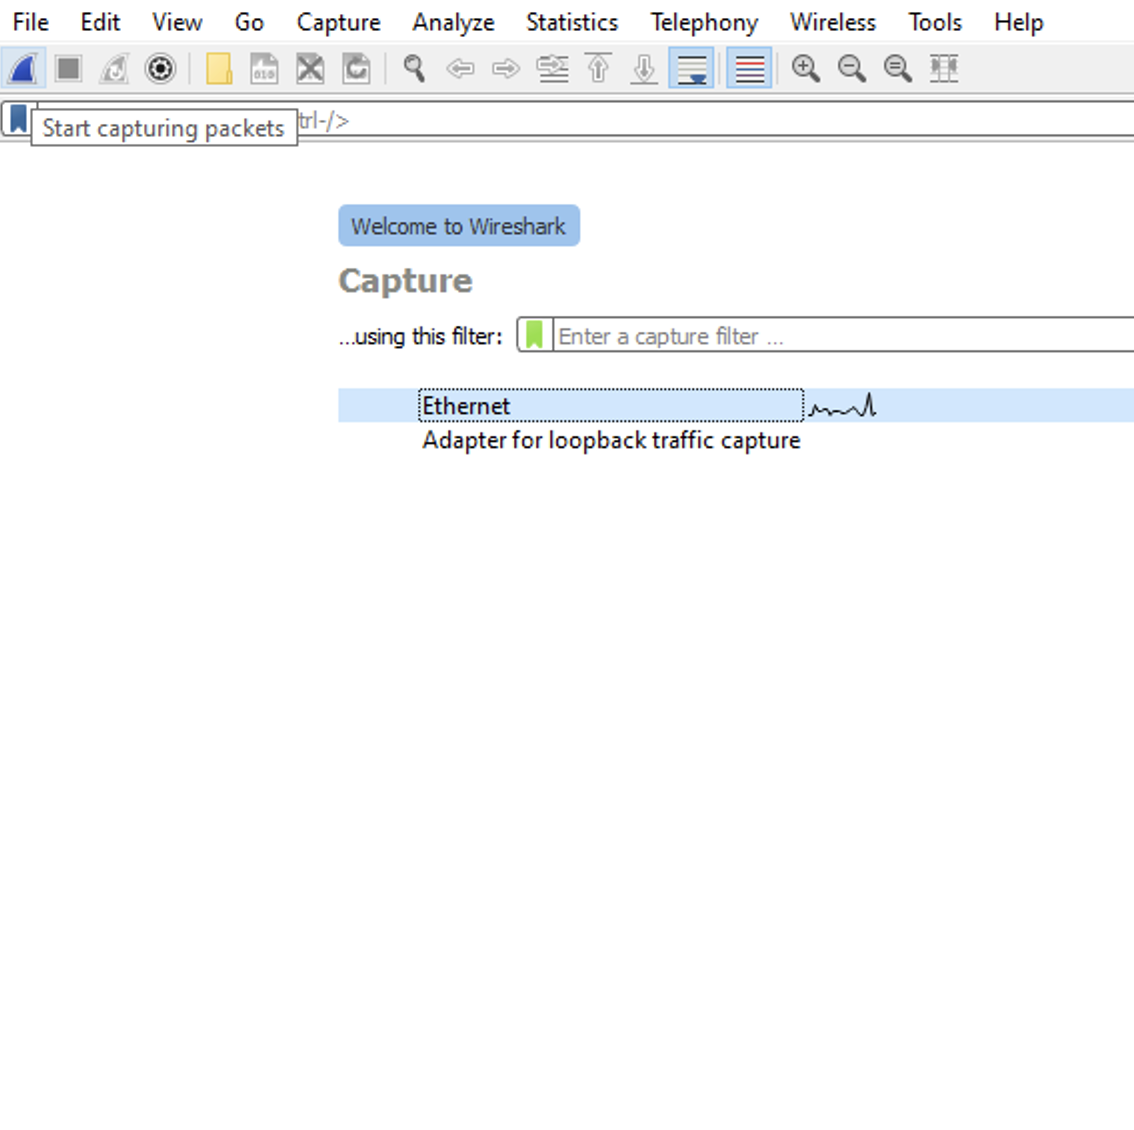 File Edit View Go Capture Analyze Statistics Telephony Wireless Tools Help
Start capturing packets trl-/>
Welcome to Wireshark
Capture
...using this filter: Enter a capture filter ...
Ethernet
Adapter for loopback traffic capture